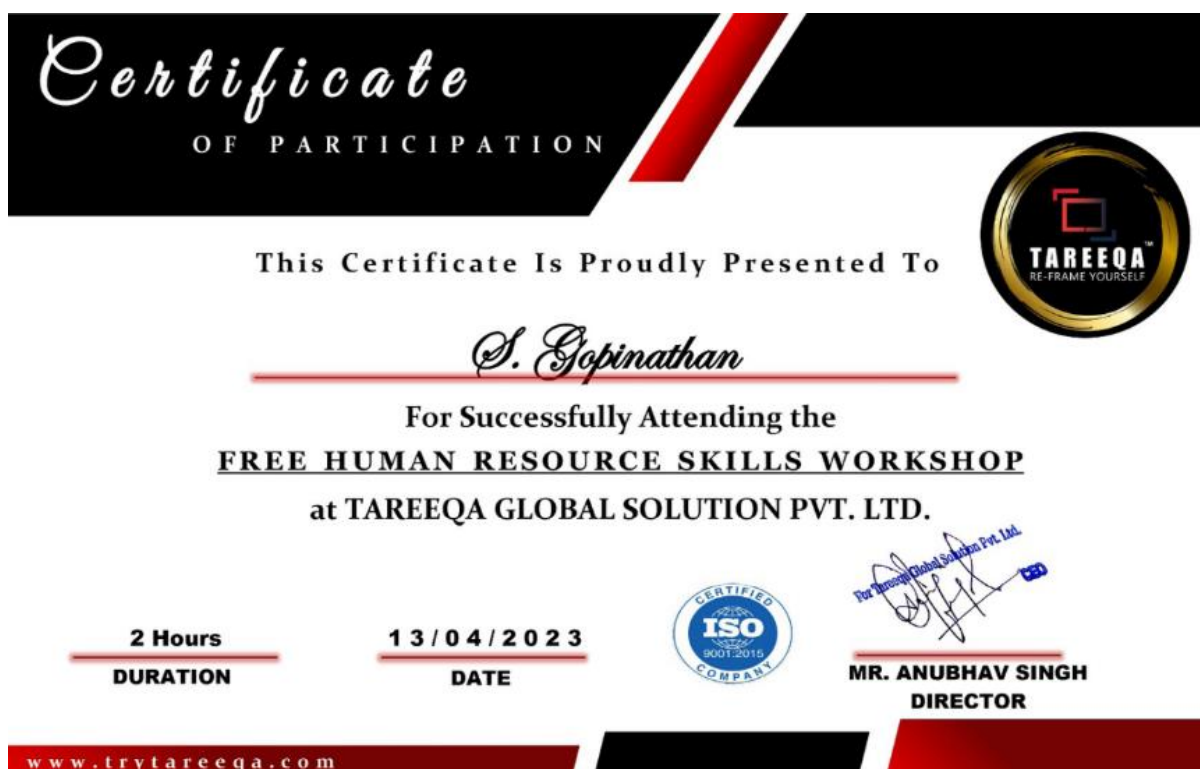 Certificate
OF PARTICIPATION
TAREEQA™
RE-FRAME YOURSELF
This Certificate Is Proudly Presented To
S. Gopinathan
For Successfully Attending the
FREE HUMAN RESOURCE SKILLS WORKSHOP
at TAREEQA GLOBAL SOLUTION PVT. LTD.
For Tareeqa Global Solution Pvt. Ltd.
CEO
CERTIFIED
ISO
9001:2015
COMPANY
2 Hours
DURATION
13/04/2023
DATE
MR. ANUBHAV SINGH
DIRECTOR
www.trytareeqa.com